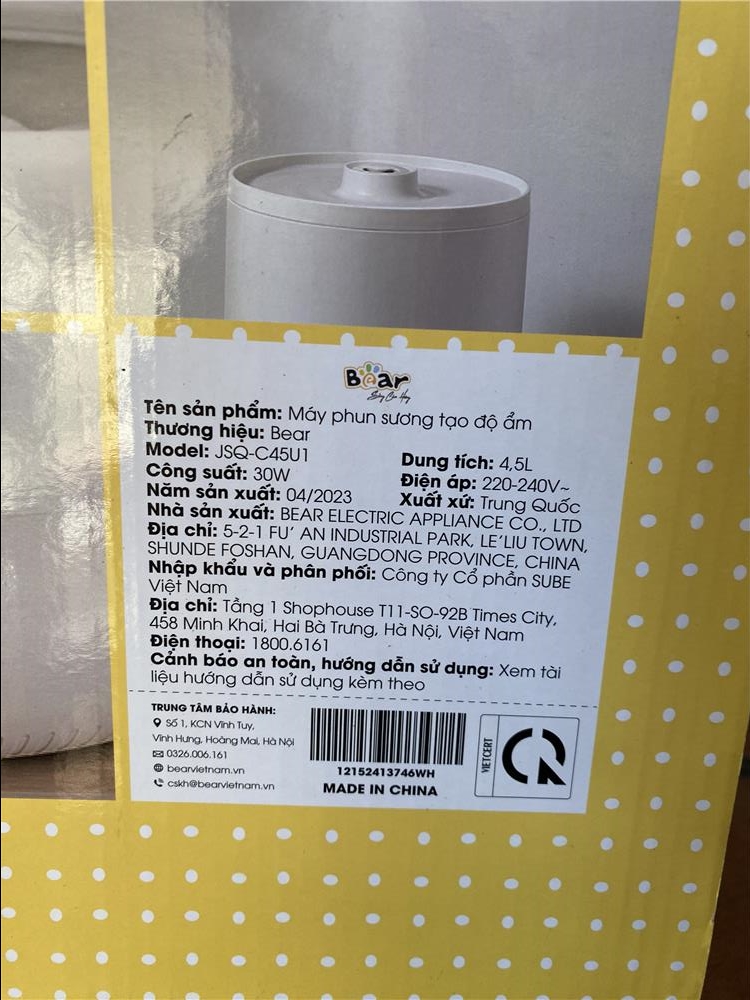 Bear
Sống Cao Hay
Tên sản phẩm: Máy phun sương tạo độ ẩm
Thương hiệu: Bear
Model: JSQ-C45U1
Dung tích: 4,5L
Công suất: 30W
Điện áp: 220-240V~
Năm sản xuất: 04/2023
Xuất xứ: Trung Quốc
Nhà sản xuất: BEAR ELECTRIC APPLIANCE CO., LTD
Địa chỉ: 5-2-1 FU' AN INDUSTRIAL PARK, LE'LIU TOWN,
SHUNDE FOSHAN, GUANGDONG PROVINCE, CHINA
Nhập khẩu và phân phối: Công ty Cổ phần SUBE
Việt Nam
Địa chỉ: Tầng 1 Shophouse T11-SO-92B Times City,
458 Minh Khai, Hai Bà Trưng, Hà Nội, Việt Nam
Điện thoại: 1800.6161
Cảnh báo an toàn, hướng dẫn sử dụng: Xem tài
liệu hướng dẫn sử dụng kèm theo
TRUNG TÂM BẢO HÀNH:
Số 1, KCN Vĩnh Tuy,
Vĩnh Hưng, Hoàng Mai, Hà Nội
0326.006.161
bearvietnam.vn
cskh@bearvietnam.vn
12152413746WH
MADE IN CHINA
VIETCERT
CR